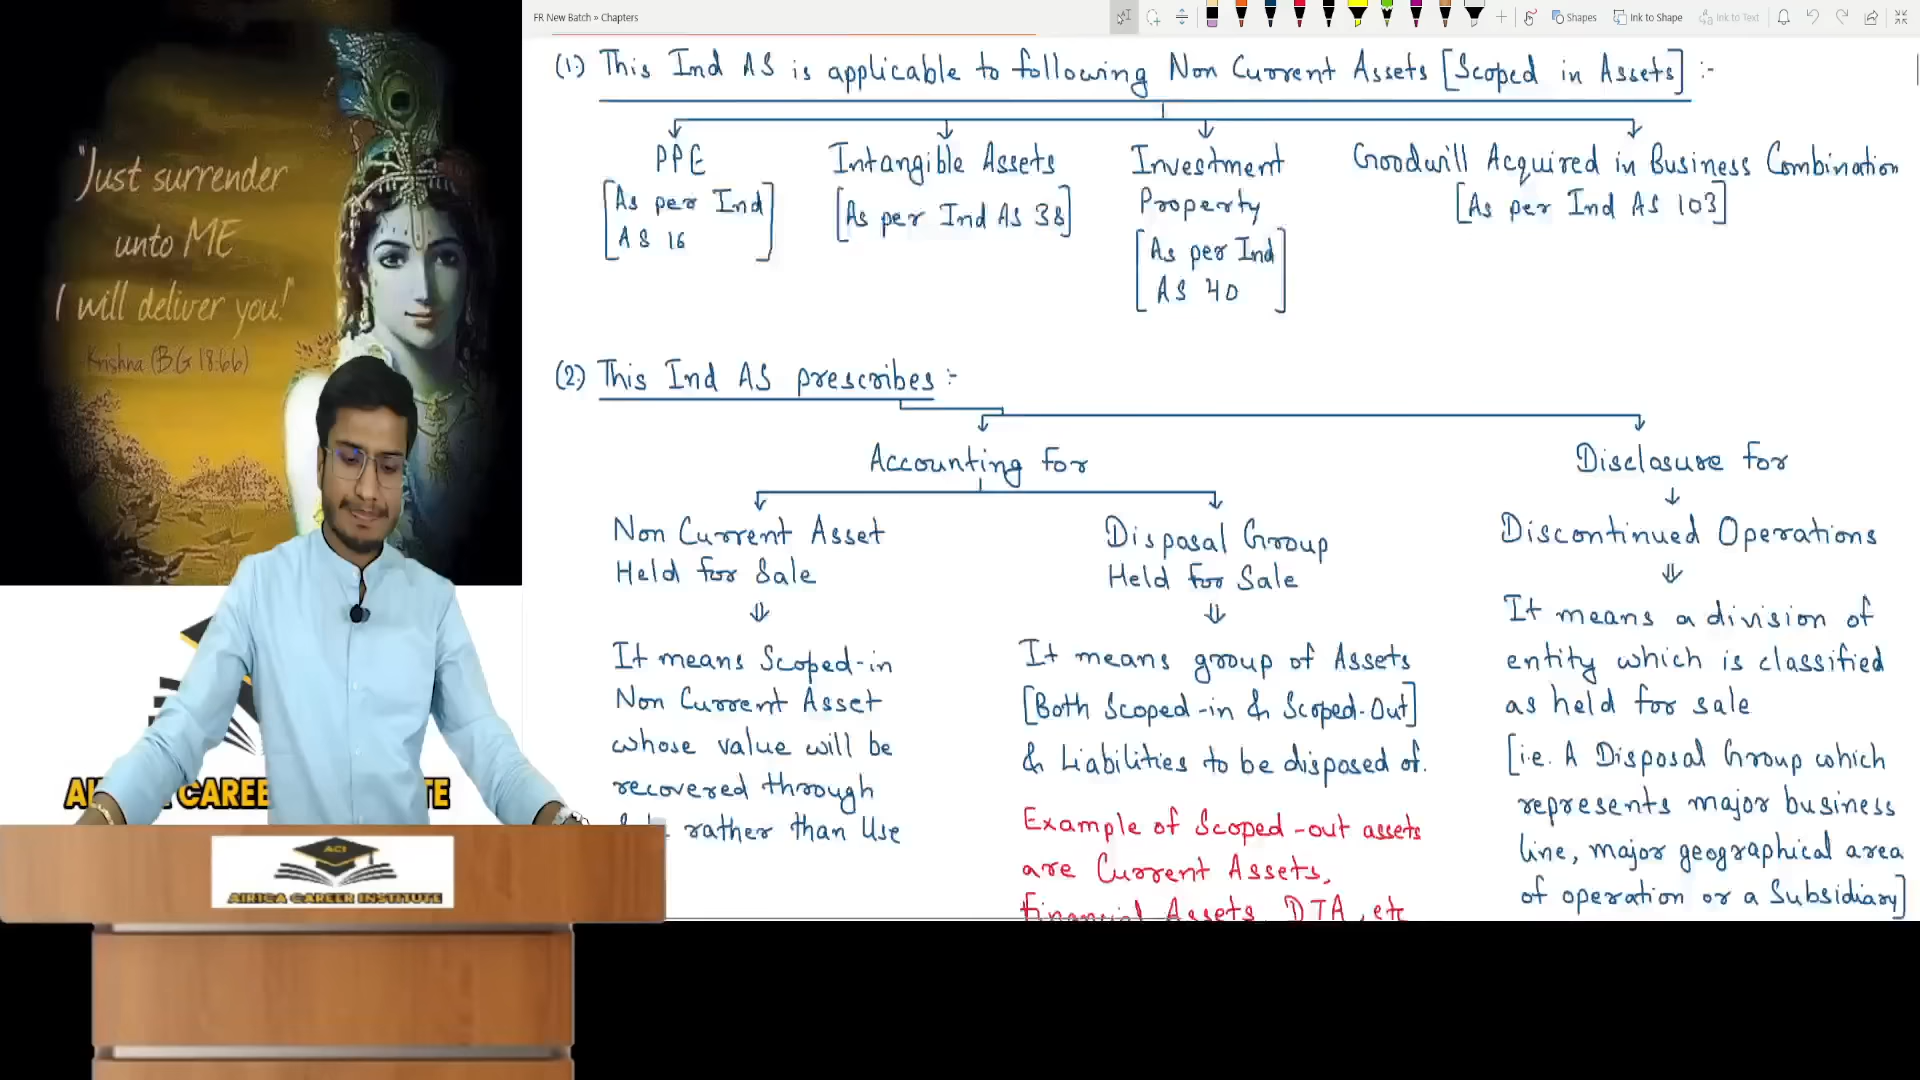 FR New Batch » Chapters
Shapes
Ink to Shape
Ink to Text
"Just surrender
unto ME
I will deliver you!"
Krishna (B.G 18:66)
(1.) This Ind AS is applicable to following Non Current Assets [Scoped in Assets] :-
PPE
[As per Ind
AS 16]
Intangible Assets
[As per Ind AS 38]
Investment
Property
[As per Ind
AS 40]
Goodwill Acquired in Business Combination
[As per Ind AS 103]
(2.) This Ind AS prescribes :-
Accounting for
Disclosure for
Non Current Asset
Held for Sale
It means Scoped-in
Non Current Asset
whose value will be
recovered through
rather than Use
Disposal Group
Held for Sale
It means group of Assets
[Both Scoped-in & Scoped-Out]
& Liabilities to be disposed of.
Example of Scoped-out assets
are Current Assets,
Financial Assets, DTA, etc
Discontinued Operations
It means a division of
entity which is classified
as held for sale
[i.e. A Disposal Group which
represents major business
line, major geographical area
of operation or a Subsidiary]
CAREE
TE
ACI
AIRICA CAREER INSTITUTE